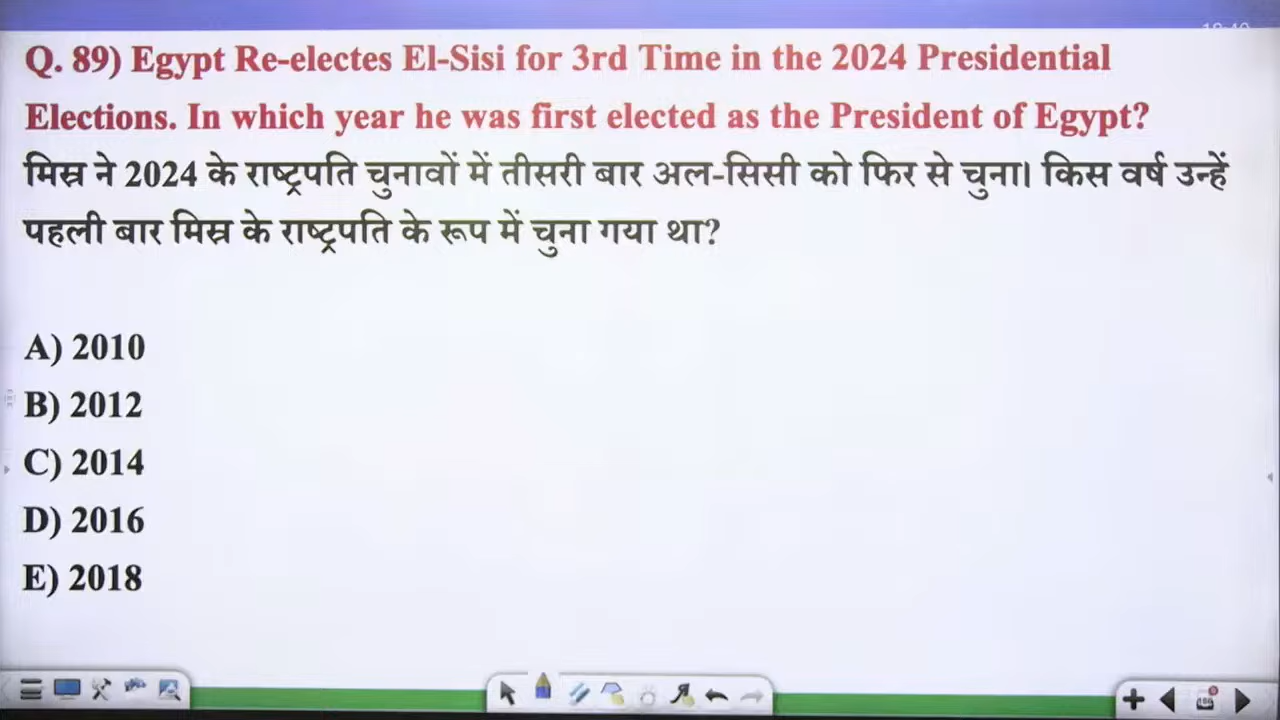 Q. 89) Egypt Re-electes El-Sisi for 3rd Time in the 2024 Presidential
Elections. In which year he was first elected as the President of Egypt?
मिस्र ने 2024 के राष्ट्रपति चुनावों में तीसरी बार अल-सिसी को फिर से चुना। किस वर्ष उन्हें
पहली बार मिस्र के राष्ट्रपति के रूप में चुना गया था?
A) 2010
B) 2012
C) 2014
D) 2016
E) 2018